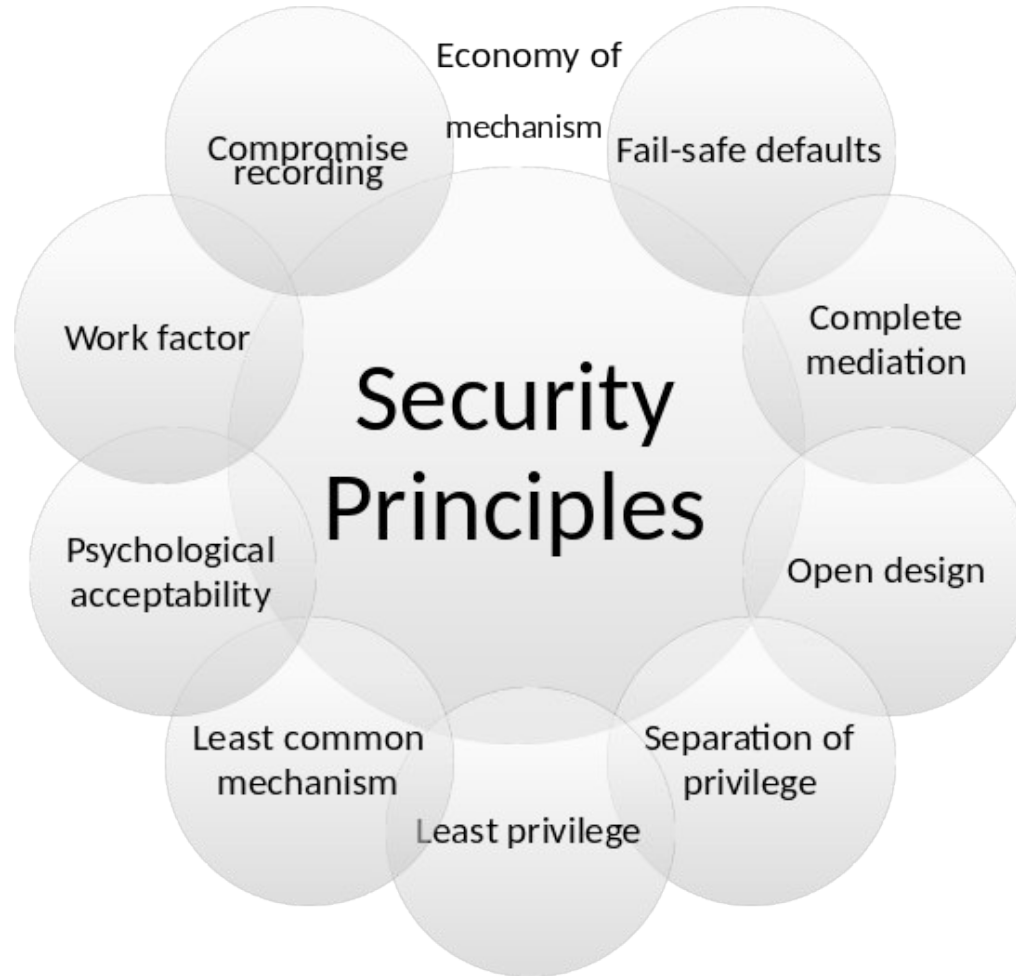 Economy of
mechanism
Fail-safe defaults
Complete
mediation
Open design
Separation of
privilege
Least privilege
Least common
mechanism
Psychological
acceptability
Work factor
Compromise
recording
Security
Principles